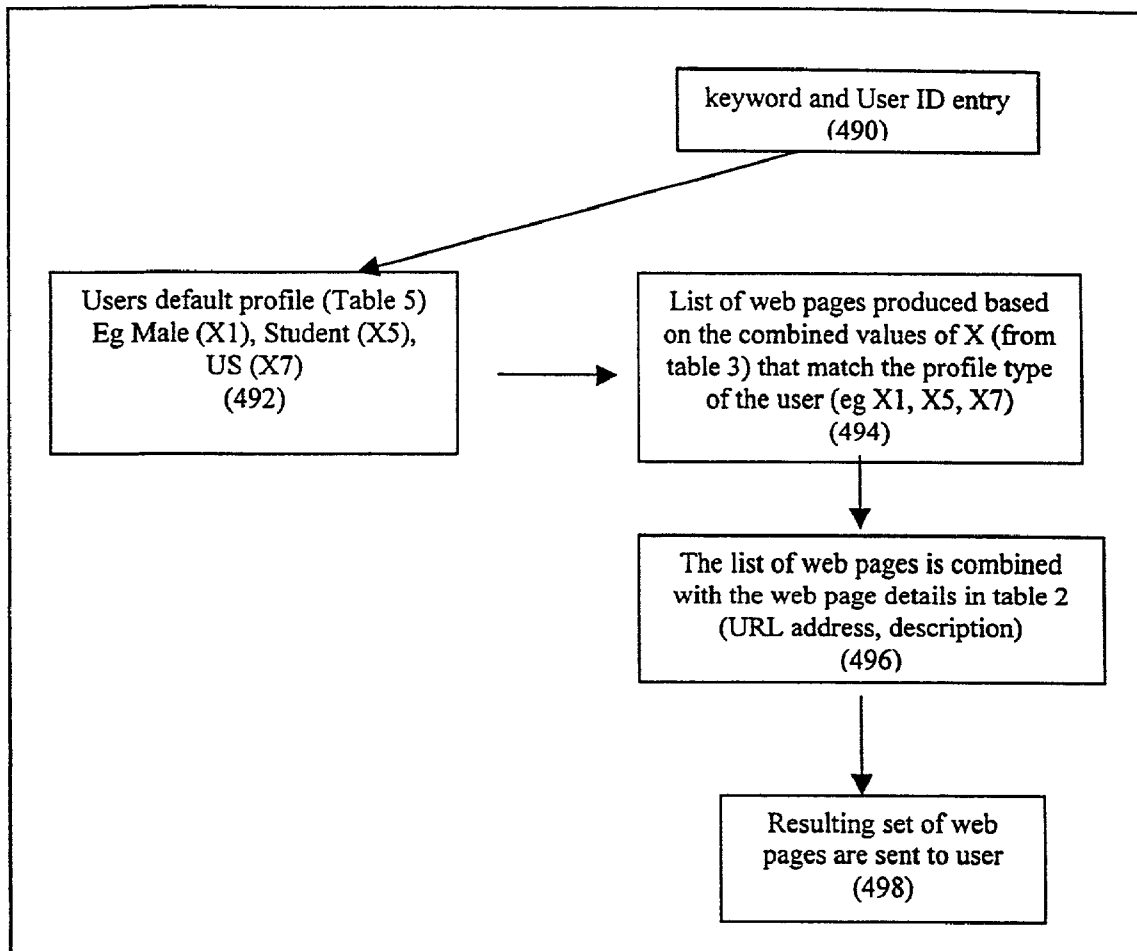 keyword and User ID entry
(490)
Users default profile (Table 5)
Eg Male (X1), Student (X5),
US (X7)
(492)
List of web pages produced based
on the combined values of X (from
table 3) that match the profile type
of the user (eg X1, X5, X7)
(494)
The list of web pages is combined
with the web page details in table 2
(URL address, description)
(496)
Resulting set of web
pages are sent to user
(498)